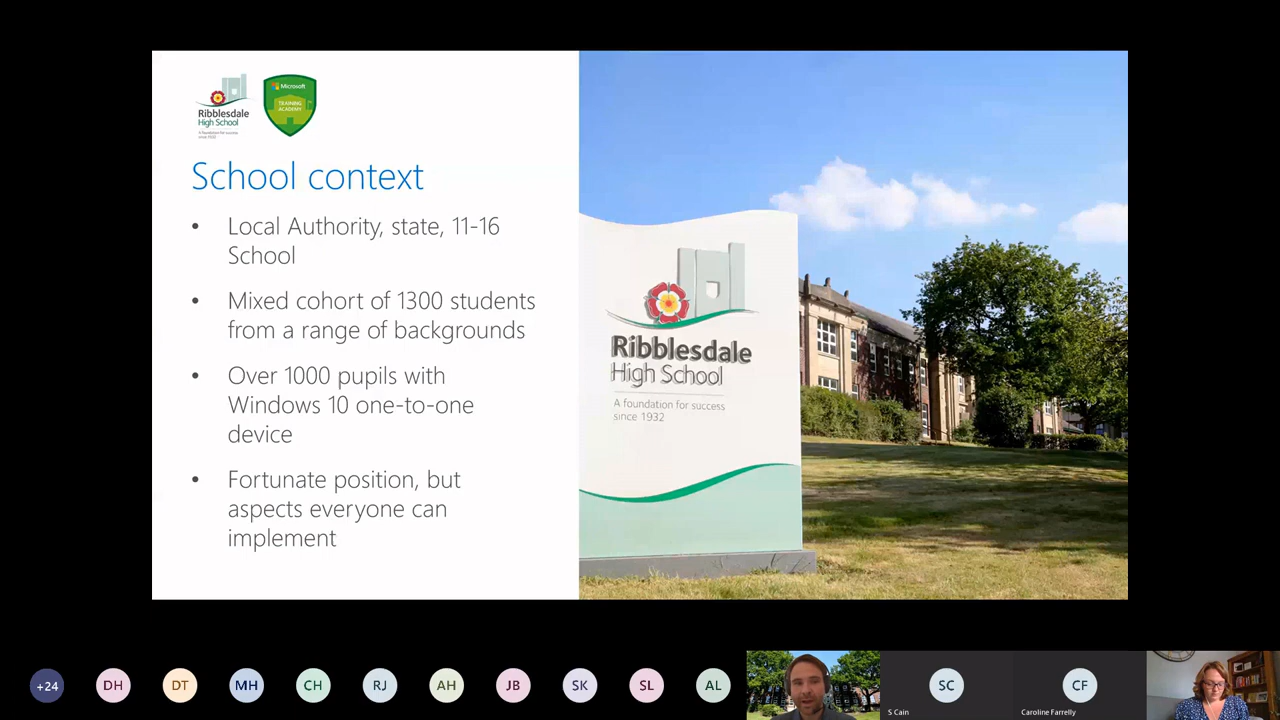 Ribblesdale
High School
A foundation for success
since 1932
Microsoft
TRAINING
ACADEMY
School context
• Local Authority, state, 11-16
School
• Mixed cohort of 1300 students
from a range of backgrounds
• Over 1000 pupils with
Windows 10 one-to-one
device
• Fortunate position, but
aspects everyone can
implement
Ribblesdale
High School
A foundation for success
since 1932
+24
DH
DT
MH
CH
RJ
AH
JB
SK
SL
AL
SC
S Cain
CF
Caroline Farrelly